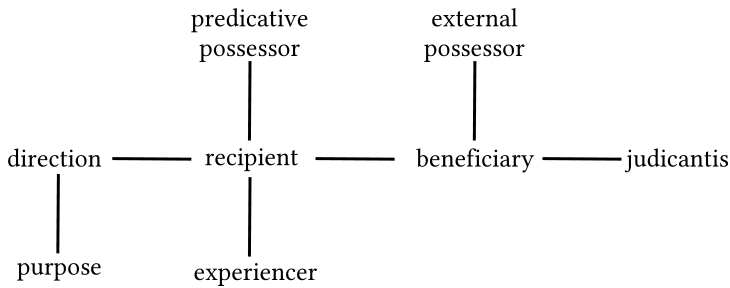 predicative
possessor
external
possessor
direction
recipient
beneficiary
judicantis
purpose
experiencer